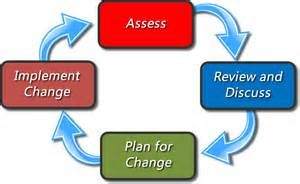 Assess
Review and
Discuss
Plan for
Change
Implement
Change